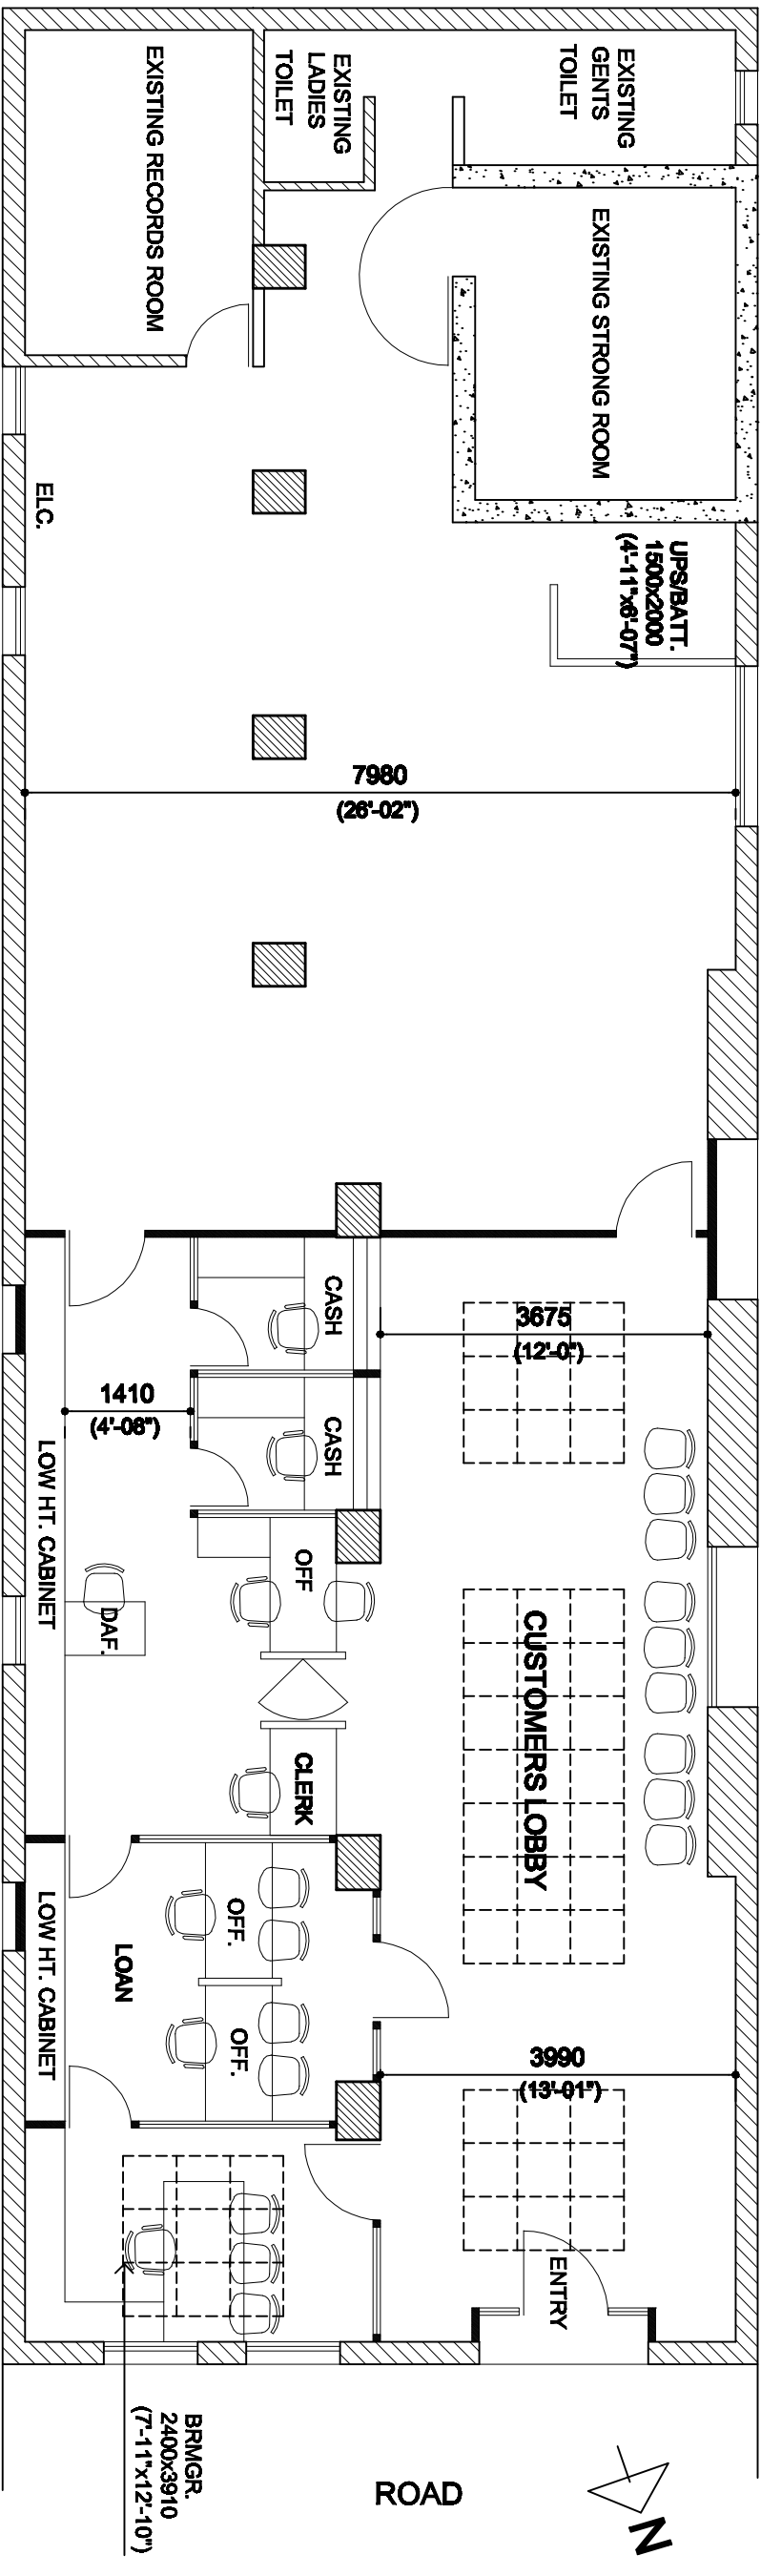 EXISTING RECORDS ROOM
EXISTING
LADIES
TOILET
EXISTING
GENTS
TOILET
EXISTING STRONG ROOM
ELC.
UPS/BATT.
1500x2000
(4'-11"x6'-07")
7980
(26'-02")
CASH
3675
(12'-0")
CASH
1410
(4'-08")
LOW HT. CABINET
OFF
DAF.
CUSTOMERS LOBBY
CLERK
OFF.
LOAN
LOW HT. CABINET
OFF.
3990
(13'-01")
ENTRY
BRMGR.
2400x3910
(7'-11"x12'-10")
ROAD
N